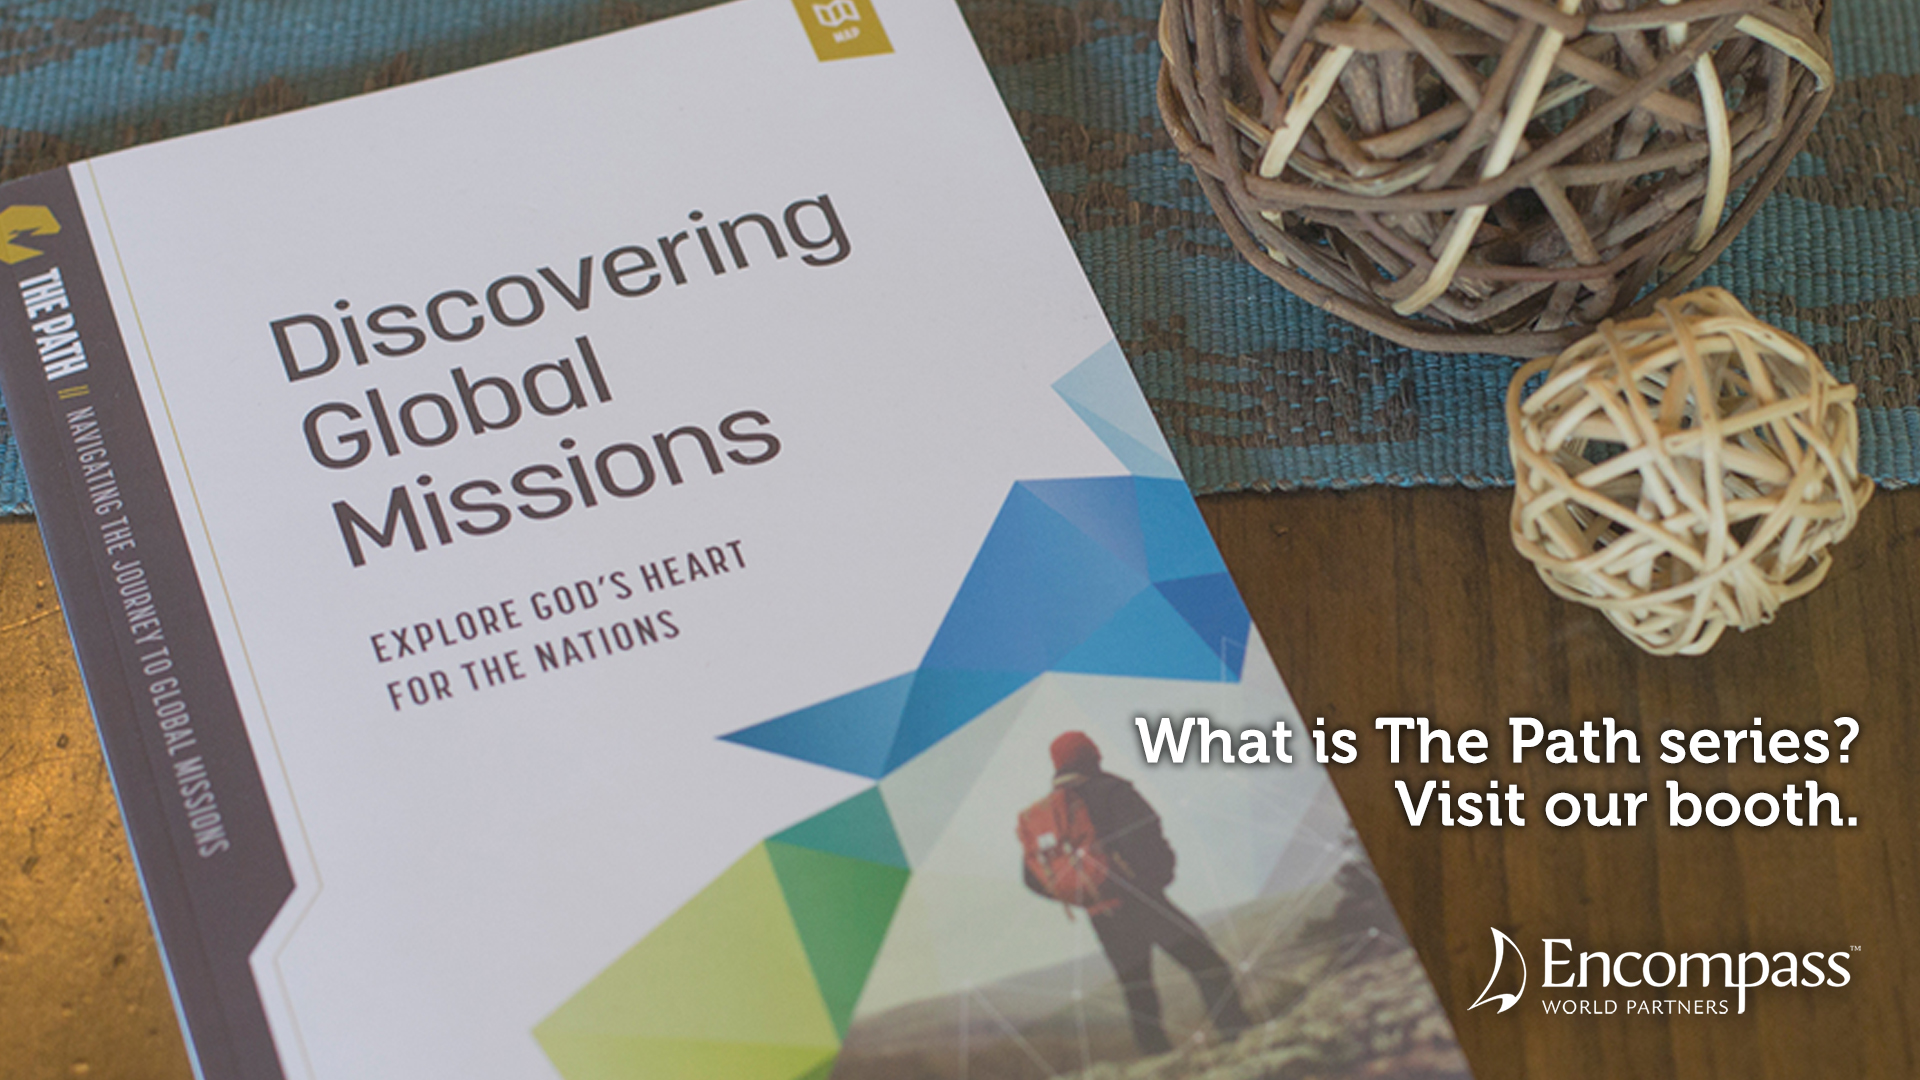 MAP
Discovering
Global
Missions
EXPLORE GOD'S HEART
FOR THE NATIONS
THE PATH // NAVIGATING THE JOURNEY TO GLOBAL MISSIONS
What is The Path series?
Visit our booth.
Encompass™
WORLD PARTNERS